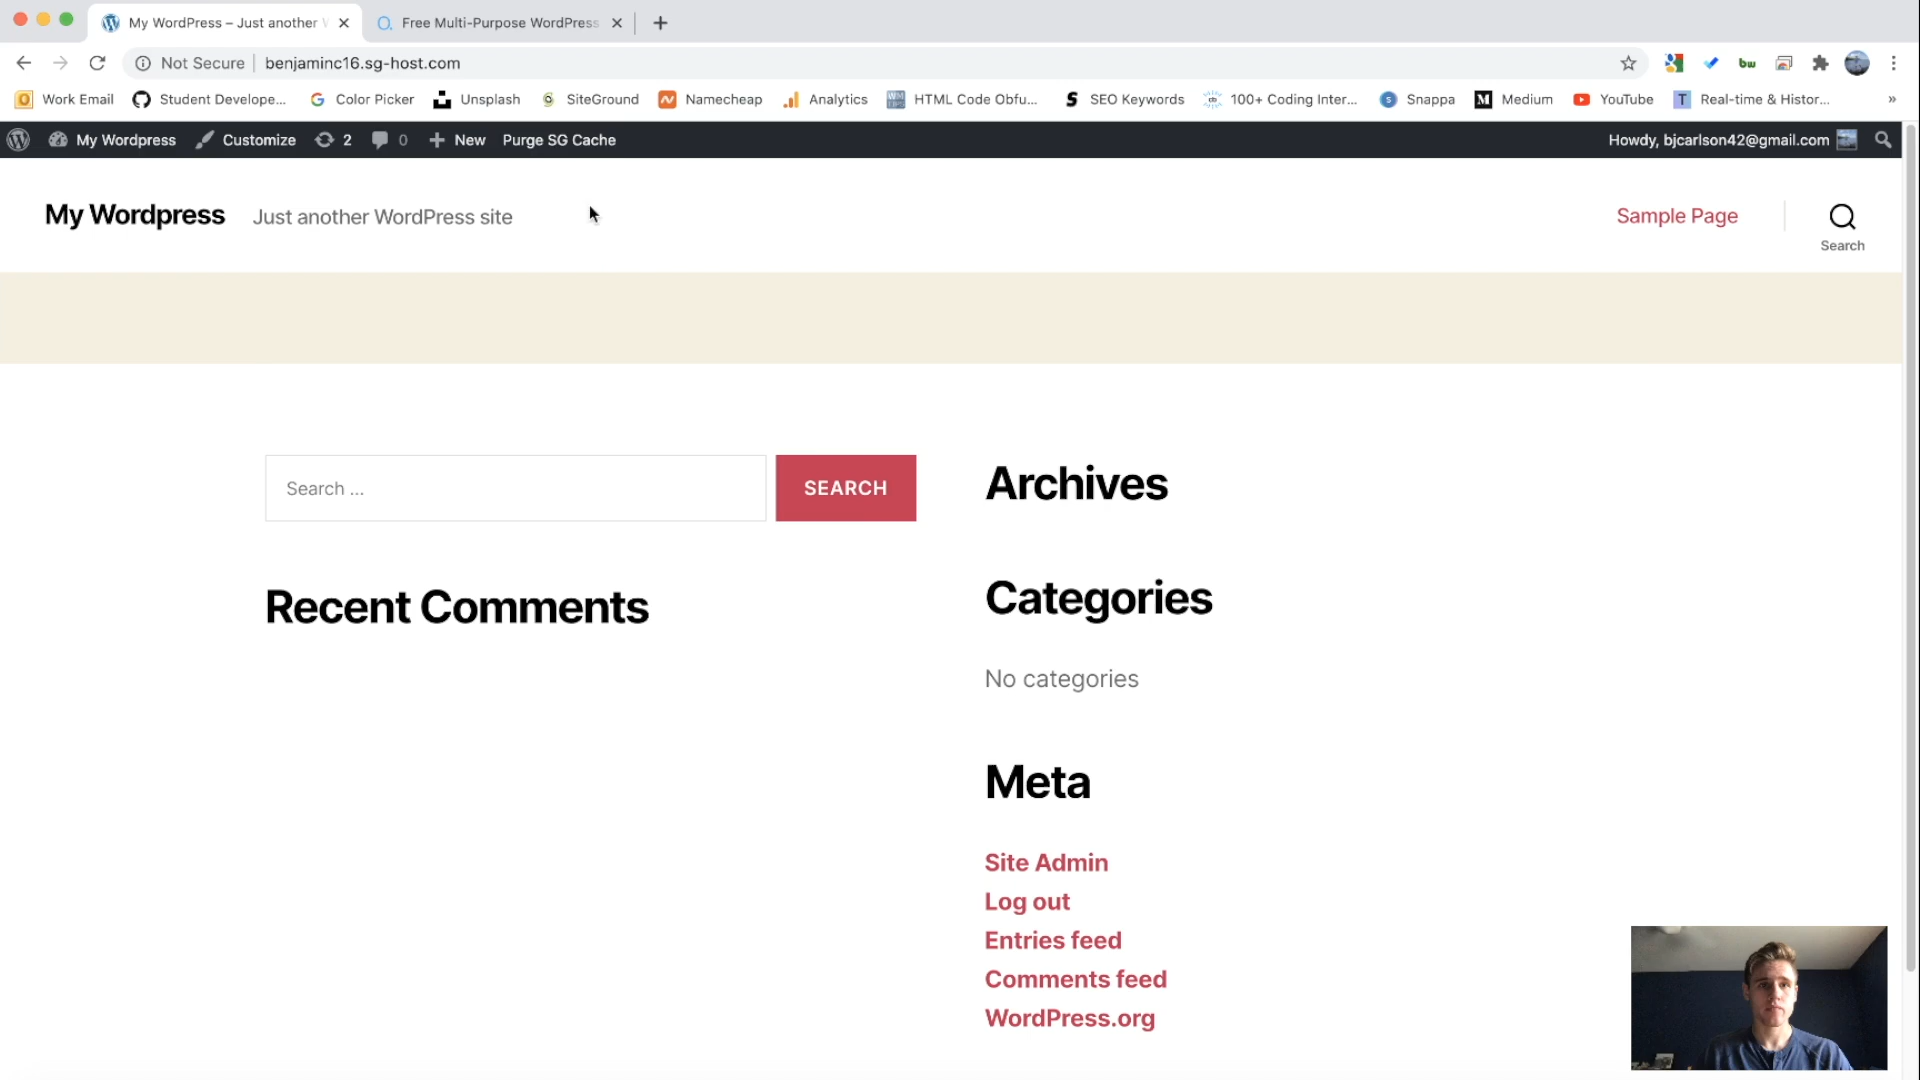 My WordPress – Just another W
Free Multi-Purpose WordPress
Not Secure
benjaminc16.sg-host.com
bw
Work Email
Student Develope...
Color Picker
Unsplash
SiteGround
Namecheap
Analytics
HTML Code Obfu...
SEO Keywords
100+ Coding Inter...
Snappa
Medium
YouTube
Real-time & Histor...
»
My Wordpress
Customize
2
0
New
Purge SG Cache
Howdy, bjcarlson42@gmail.com
My Wordpress
Just another WordPress site
Sample Page
Search
Search ...
SEARCH
Recent Comments
Archives
Categories
No categories
Meta
Site Admin
Log out
Entries feed
Comments feed
WordPress.org